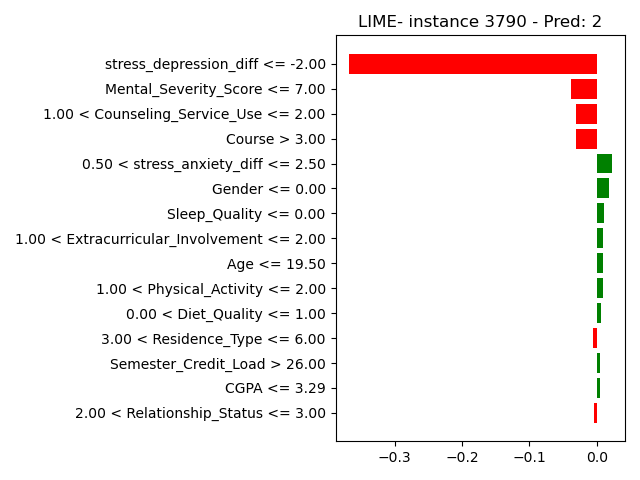 LIME- instance 3790 - Pred: 2
stress_depression_diff <= -2.00
Mental_Severity_Score <= 7.00
1.00 < Counseling_Service_Use <= 2.00
Course > 3.00
0.50 < stress_anxiety_diff <= 2.50
Gender <= 0.00
Sleep_Quality <= 0.00
1.00 < Extracurricular_Involvement <= 2.00
Age <= 19.50
1.00 < Physical_Activity <= 2.00
0.00 < Diet_Quality <= 1.00
3.00 < Residence_Type <= 6.00
Semester_Credit_Load > 26.00
CGPA <= 3.29
2.00 < Relationship_Status <= 3.00
−0.3 −0.2 −0.1 0.0